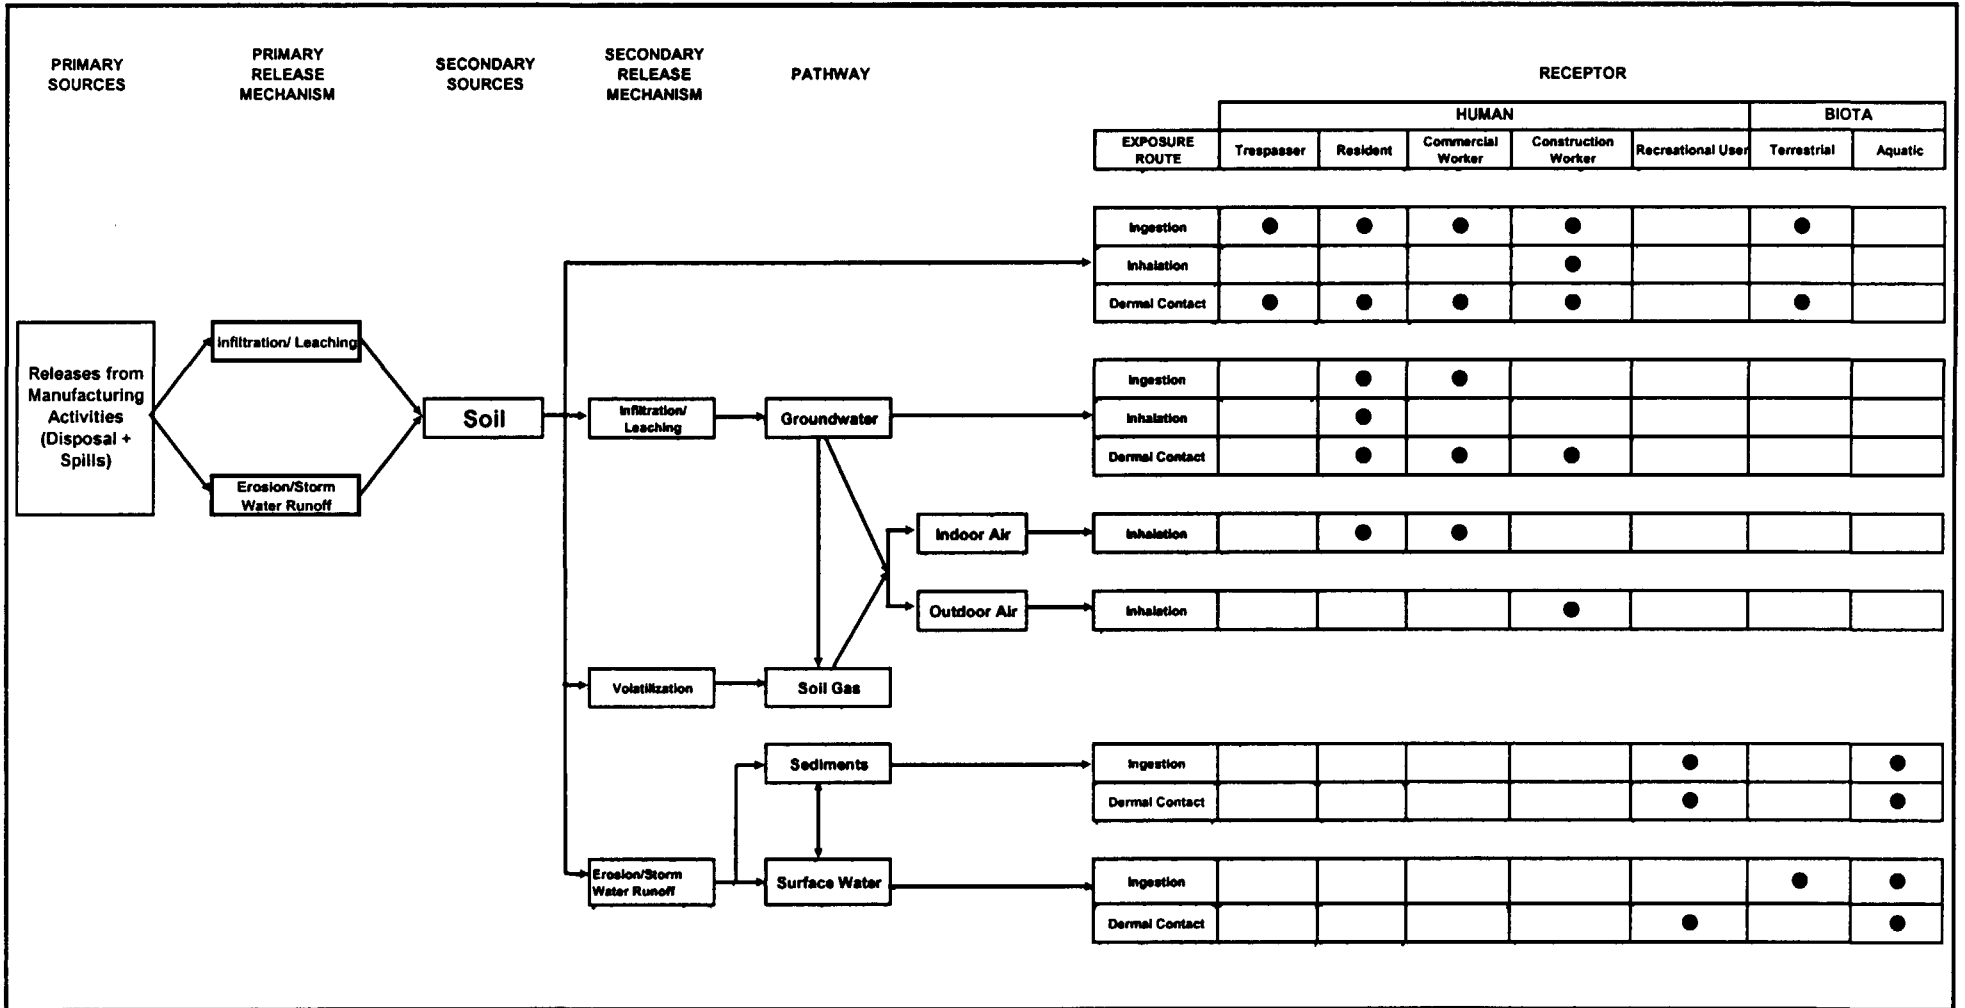 PRIMARY
SOURCES
PRIMARY
RELEASE
MECHANISM
SECONDARY
SOURCES
SECONDARY
RELEASE
MECHANISM
PATHWAY
RECEPTOR
HUMAN
BIOTA
EXPOSURE
ROUTE
Trespasser
Resident
Commercial
Worker
Construction
Worker
Recreational User
Terrestrial
Aquatic
Ingestion
Inhalation
Dermal Contact
Releases from
Manufacturing
Activities
(Disposal +
Spills)
Infiltration/ Leaching
Erosion/Storm
Water Runoff
Soil
Infiltration/
Leaching
Groundwater
Ingestion
Inhalation
Dermal Contact
Indoor Air
Inhalation
Outdoor Air
Inhalation
Volatilization
Soil Gas
Sediments
Ingestion
Dermal Contact
Erosion/Storm
Water Runoff
Surface Water
Ingestion
Dermal Contact